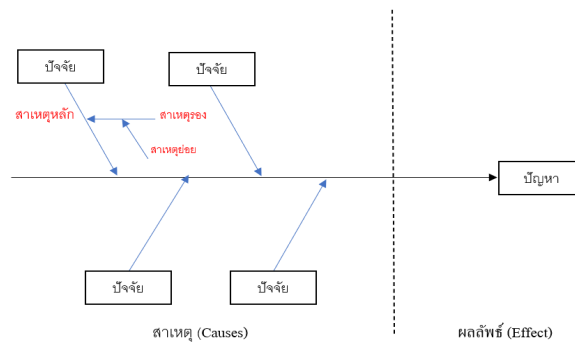 ปัจจัย
ปัจจัย
สาเหตุหลัก
สาเหตุรอง
สาเหตุย่อย
ปัญหา
ปัจจัย
ปัจจัย
สาเหตุ (Causes)
ผลลัพธ์ (Effect)